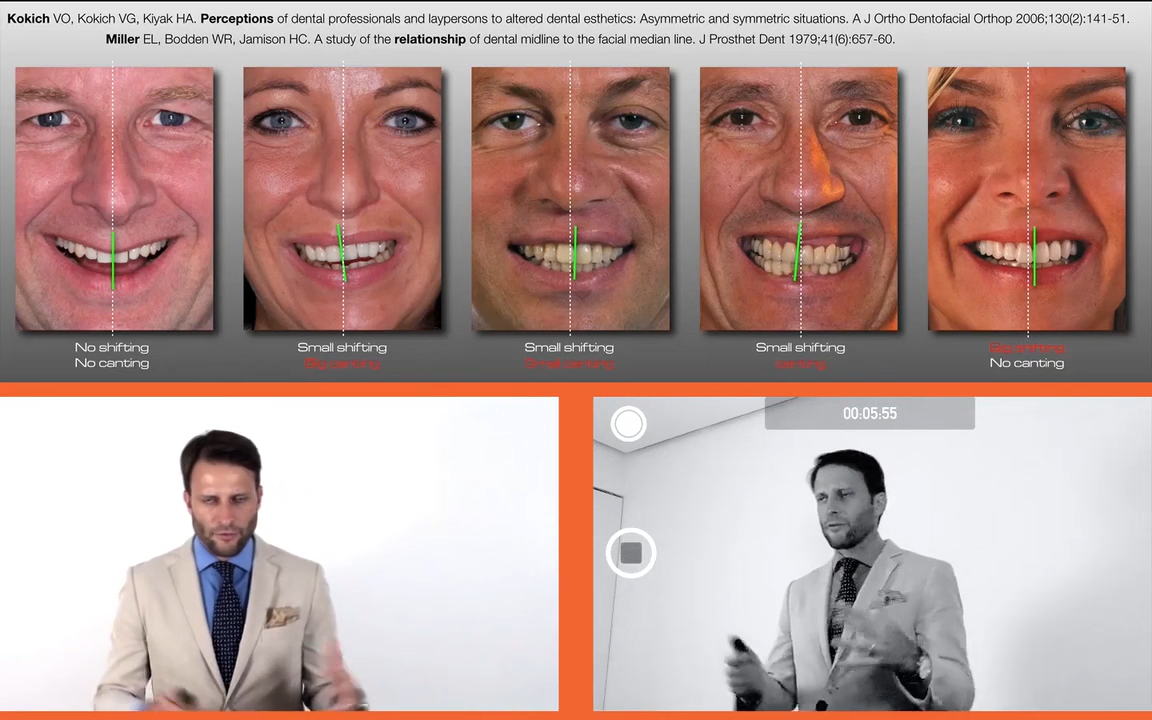 Kokich VO, Kokich VG, Kiyak HA. Perceptions of dental professionals and laypersons to altered dental esthetics: Asymmetric and symmetric situations. A J Ortho Dentofacial Orthop 2006;130(2):141-51.
Miller EL, Bodden WR, Jamison HC. A study of the relationship of dental midline to the facial median line. J Prosthet Dent 1979;41(6):657-60.
No shifting
No canting
Small shifting
Big canting
Small shifting
Small canting
Small shifting
canting
Big shifting
No canting
00:05:55